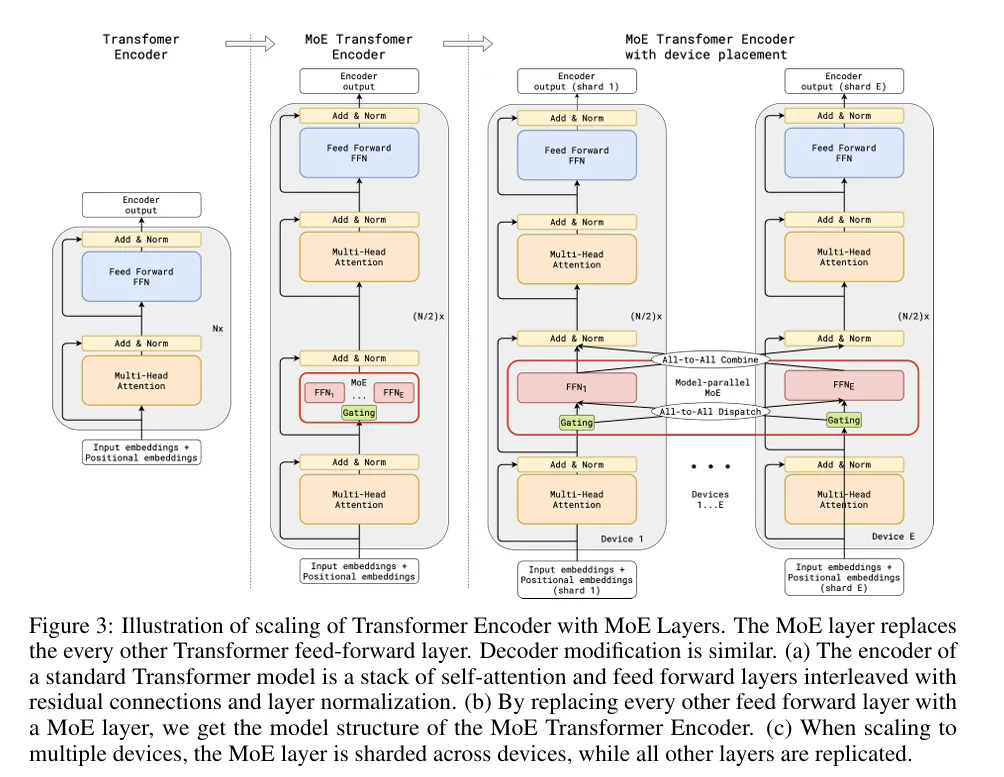 Transfomer
Encoder
MoE Transfomer
Encoder
MoE Transfomer Encoder
with device placement
Encoder
output
Add & Norm
Feed Forward
FFN
Add & Norm
Multi-Head
Attention
Nx
Input embeddings +
Positional embeddings
Encoder
output
Add & Norm
Feed Forward
FFN
Add & Norm
Multi-Head
Attention
(N/2)x
Add & Norm
MoE
FFN1 ... FFNE
Gating
Add & Norm
Multi-Head
Attention
Input embeddings +
Positional embeddings
Encoder
output (shard 1)
Add & Norm
Feed Forward
FFN
Add & Norm
Multi-Head
Attention
(N/2)x
Add & Norm
FFN1
Gating
Add & Norm
Multi-Head
Attention
Device 1
Input embeddings +
Positional embeddings
(shard 1)
All-to-All Combine
Model-parallel
MoE
All-to-All Dispatch
• • •
Devices
1...E
Encoder
output (shard E)
Add & Norm
Feed Forward
FFN
Add & Norm
Multi-Head
Attention
(N/2)x
Add & Norm
FFNE
Gating
Add & Norm
Multi-Head
Attention
Device E
Input embeddings +
Positional embeddings
(shard E)
Figure 3: Illustration of scaling of Transformer Encoder with MoE Layers. The MoE layer replaces
the every other Transformer feed-forward layer. Decoder modification is similar. (a) The encoder of
a standard Transformer model is a stack of self-attention and feed forward layers interleaved with
residual connections and layer normalization. (b) By replacing every other feed forward layer with
a MoE layer, we get the model structure of the MoE Transformer Encoder. (c) When scaling to
multiple devices, the MoE layer is sharded across devices, while all other layers are replicated.